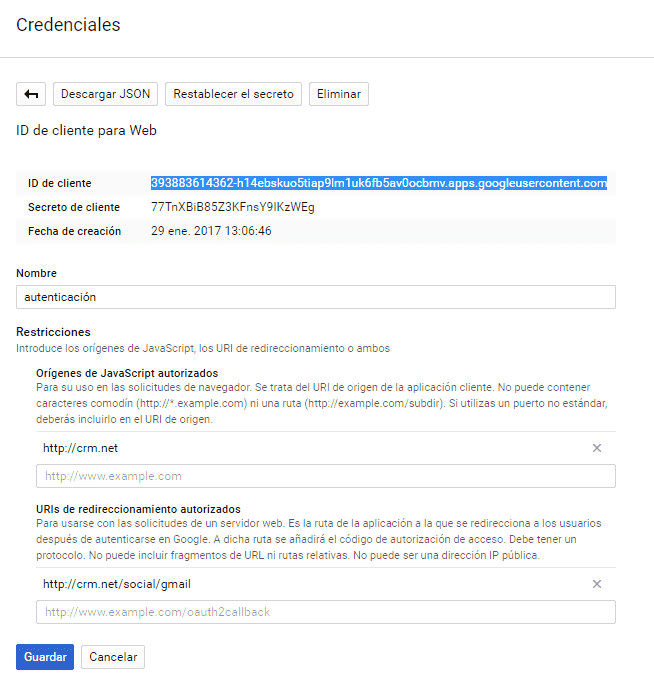 Credenciales
Descargar JSON Restablecer el secreto Eliminar
ID de cliente para Web
ID de cliente 393883614362-h14ebskuo5tiap9lm1uk6fb5av0ocbmv.apps.googleusercontent.com
Secreto de cliente 77TnXBiB85Z3KFnsY9IKzWEg
Fecha de creación 29 ene. 2017 13:06:46
Nombre
autenticación
Restricciones
Introduce los orígenes de JavaScript, los URI de redireccionamiento o ambos
Orígenes de JavaScript autorizados
Para su uso en las solicitudes de navegador. Se trata del URI de origen de la aplicación cliente. No puede contener
caracteres comodín (http://*.example.com) ni una ruta (http://example.com/subdir). Si utilizas un puerto no estándar,
deberás incluirlo en el URI de origen.
http://crm.net
http://www.example.com
URIs de redireccionamiento autorizados
Para usarse con las solicitudes de un servidor web. Es la ruta de la aplicación a la que se redirecciona a los usuarios
después de autenticarse en Google. A dicha ruta se añadirá el código de autorización de acceso. Debe tener un
protocolo. No puede incluir fragmentos de URL ni rutas relativas. No puede ser una dirección IP pública.
http://crm.net/social/gmail
http://www.example.com/oauth2callback
Guardar Cancelar